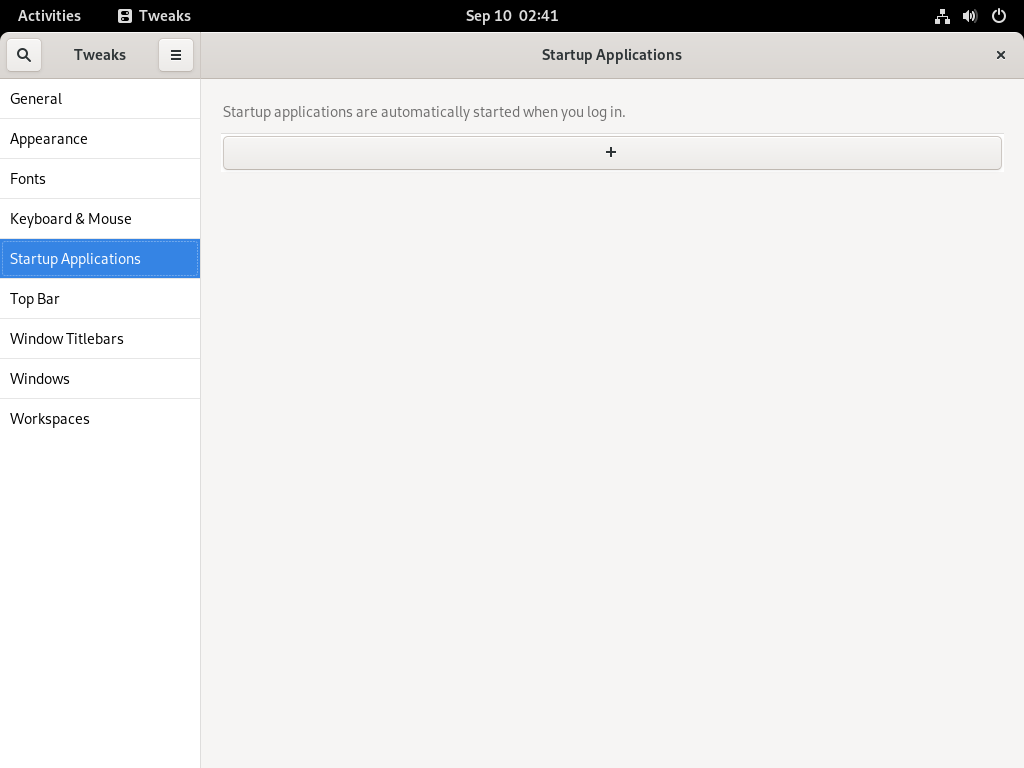 Activities
Tweaks
Sep 10 02:41
Tweaks
Startup Applications
General
Appearance
Fonts
Keyboard & Mouse
Startup Applications
Top Bar
Window Titlebars
Windows
Workspaces
Startup applications are automatically started when you log in.